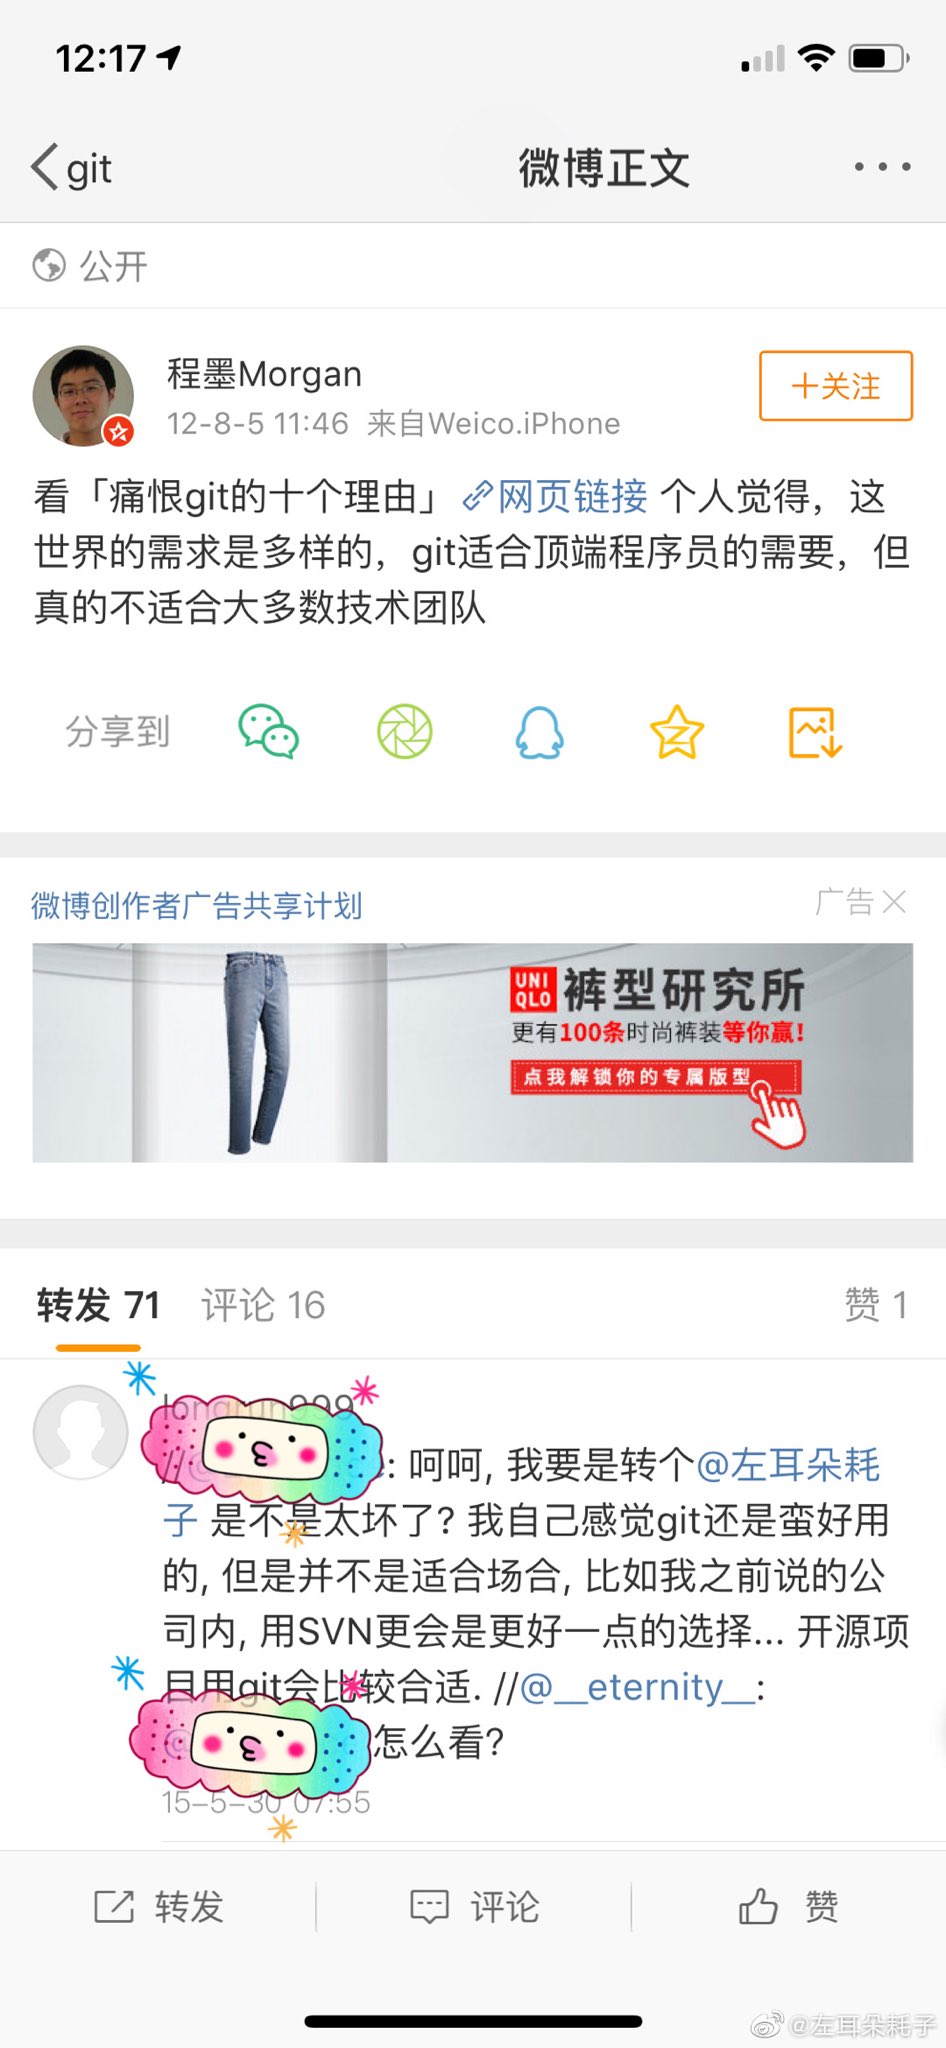 12:17
git
微博正文
公开
程墨Morgan
+关注
12-8-5 11:46 来自Weico.iPhone
看「痛恨git的十个理由」网页链接 个人觉得，这
世界的需求是多样的，git适合顶端程序员的需要，但
真的不适合大多数技术团队
分享到
微博创作者广告共享计划
广告
UNI
QLO
裤型研究所
更有100条时尚裤装等你赢!
点我解锁你的专属版型
转发 71 评论 16 赞 1
longrun999
: 呵呵, 我要是转个@左耳朵耗
子 是不是太坏了? 我自己感觉git还是蛮好用
的, 但是并不是适合场合, 比如我之前说的公
司内, 用SVN更会是更好一点的选择... 开源项
目用git会比较合适. //@__eternity__:
怎么看?
15-5-30 07:55
转发 评论 赞
@左耳朵耗子